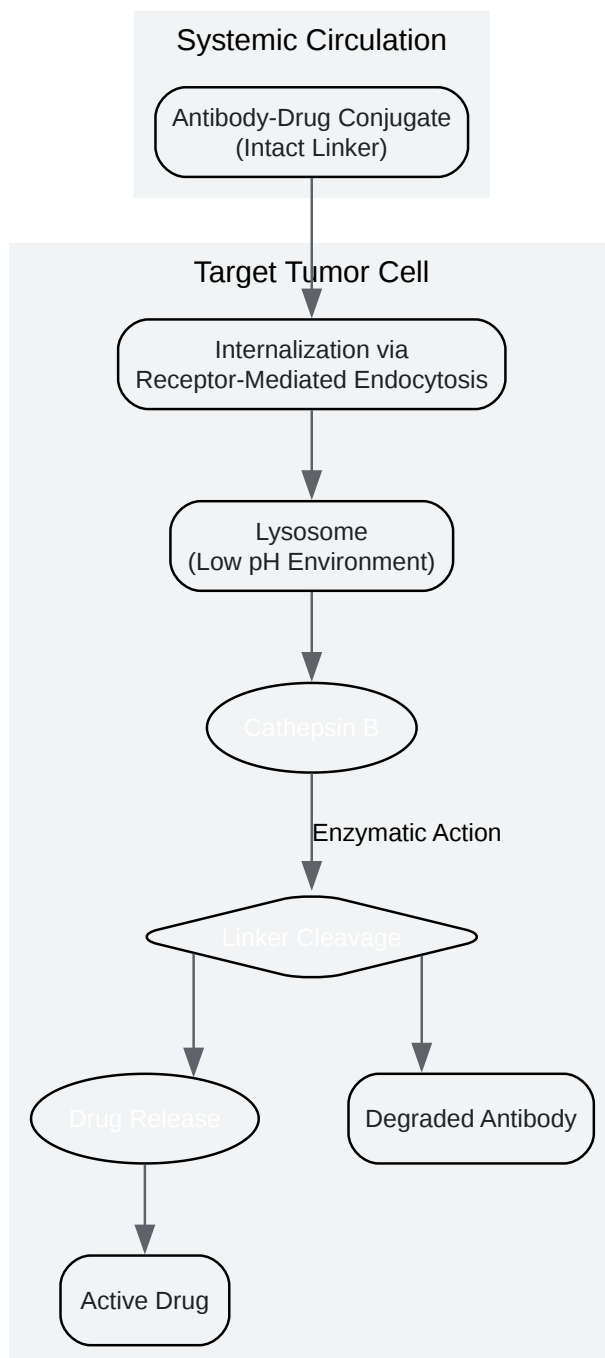 Systemic Circulation
Antibody-Drug Conjugate
(Intact Linker)
Target Tumor Cell
Internalization via
Receptor-Mediated Endocytosis
Lysosome
(Low pH Environment)
Cathepsin B
Enzymatic Action
Linker Cleavage
Drug Release
Degraded Antibody
Active Drug